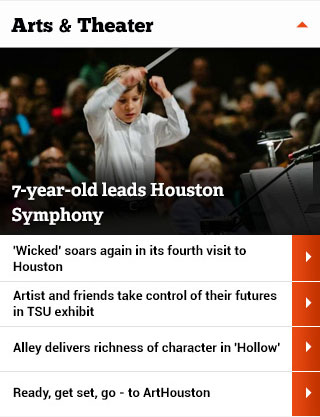 Arts & Theater
7-year-old leads Houston
Symphony
'Wicked' soars again in its fourth visit to
Houston
Artist and friends take control of their futures
in TSU exhibit
Alley delivers richness of character in 'Hollow'
Ready, get set, go - to ArtHouston